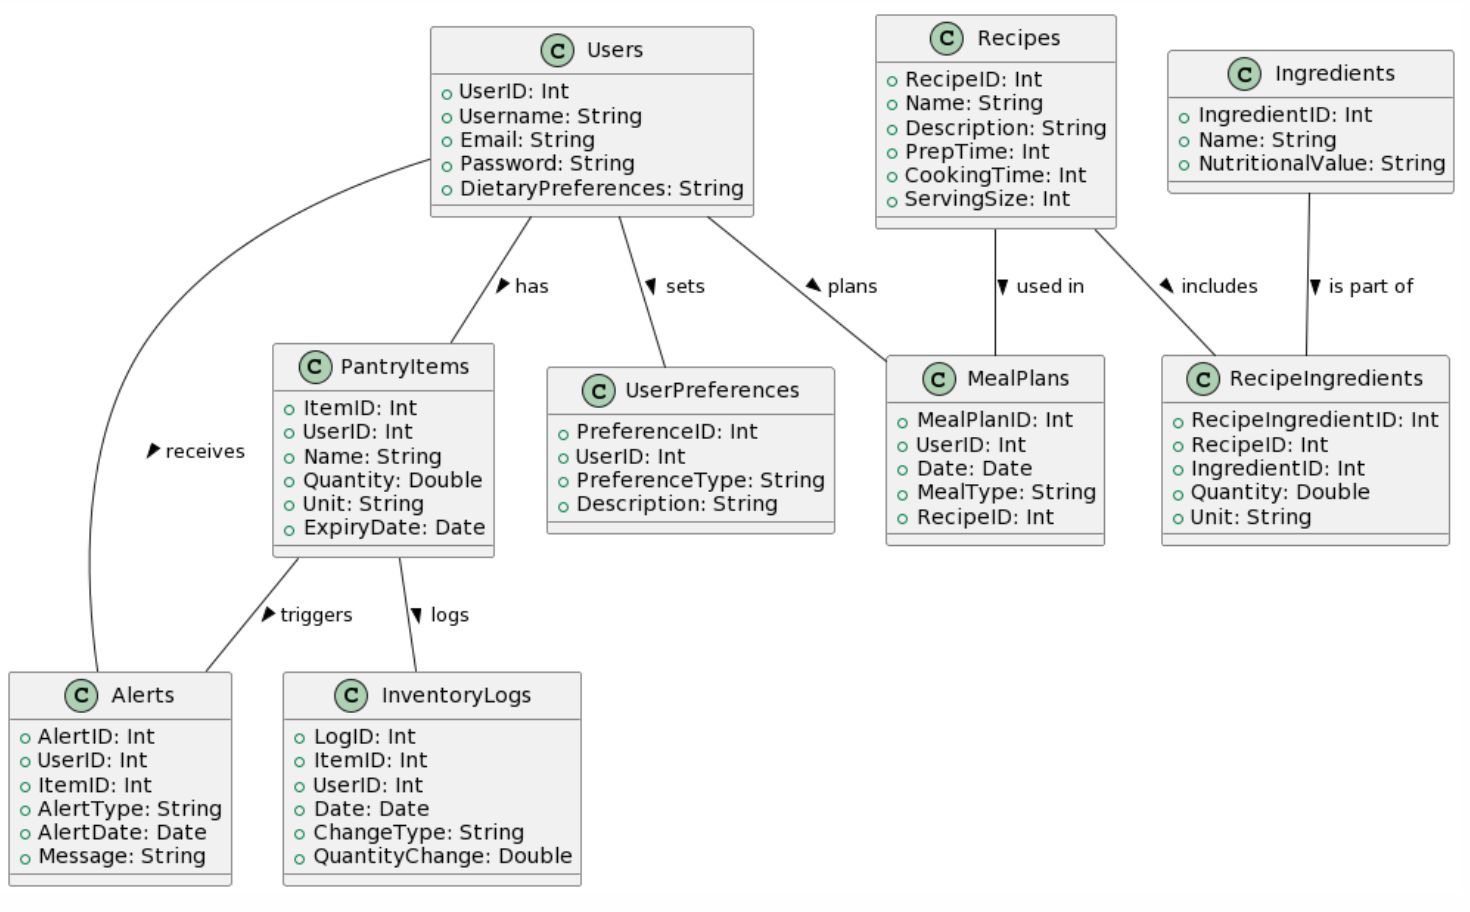 C Users
UserID: Int
Username: String
Email: String
Password: String
DietaryPreferences: String
C Recipes
RecipeID: Int
Name: String
Description: String
PrepTime: Int
CookingTime: Int
ServingSize: Int
C Ingredients
IngredientID: Int
Name: String
NutritionalValue: String
has
sets
plans
used in
includes
is part of
C PantryItems
ItemID: Int
UserID: Int
Name: String
Quantity: Double
Unit: String
ExpiryDate: Date
C UserPreferences
PreferenceID: Int
UserID: Int
PreferenceType: String
Description: String
C MealPlans
MealPlanID: Int
UserID: Int
Date: Date
MealType: String
RecipeID: Int
C RecipeIngredients
RecipeIngredientID: Int
RecipeID: Int
IngredientID: Int
Quantity: Double
Unit: String
receives
triggers
logs
C Alerts
AlertID: Int
UserID: Int
ItemID: Int
AlertType: String
AlertDate: Date
Message: String
C InventoryLogs
LogID: Int
ItemID: Int
UserID: Int
Date: Date
ChangeType: String
QuantityChange: Double